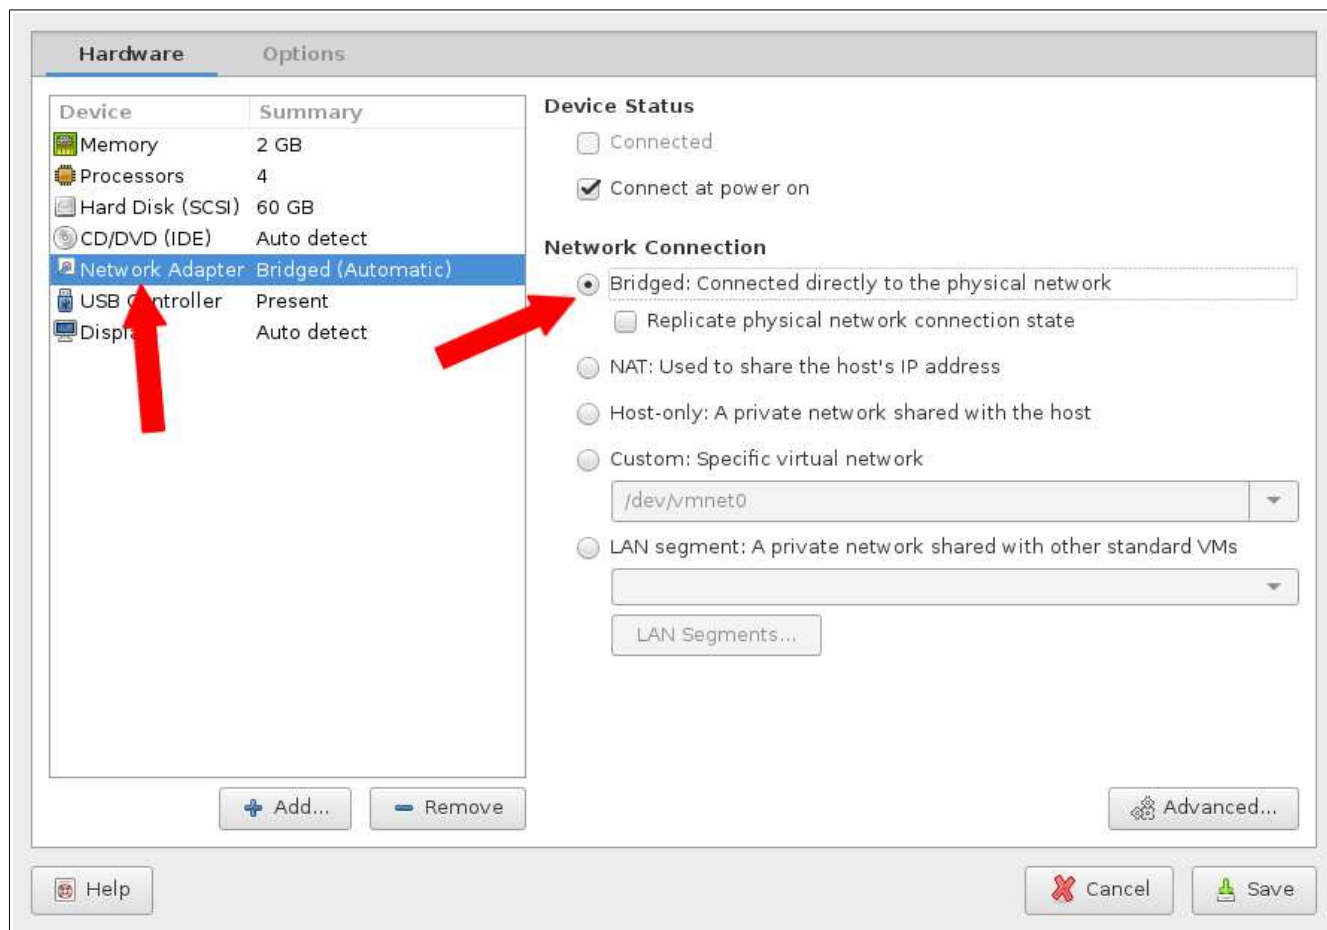 Hardware Options
Device Summary
Memory 2 GB
Processors 4
Hard Disk (SCSI) 60 GB
CD/DVD (IDE) Auto detect
Network Adapter Bridged (Automatic)
USB Controller Present
Display Auto detect
Add... Remove
Device Status
Connected
Connect at power on
Network Connection
Bridged: Connected directly to the physical network
Replicate physical network connection state
NAT: Used to share the host's IP address
Host-only: A private network shared with the host
Custom: Specific virtual network
/dev/vmnet0
LAN segment: A private network shared with other standard VMs
LAN Segments...
Advanced...
Help Cancel Save